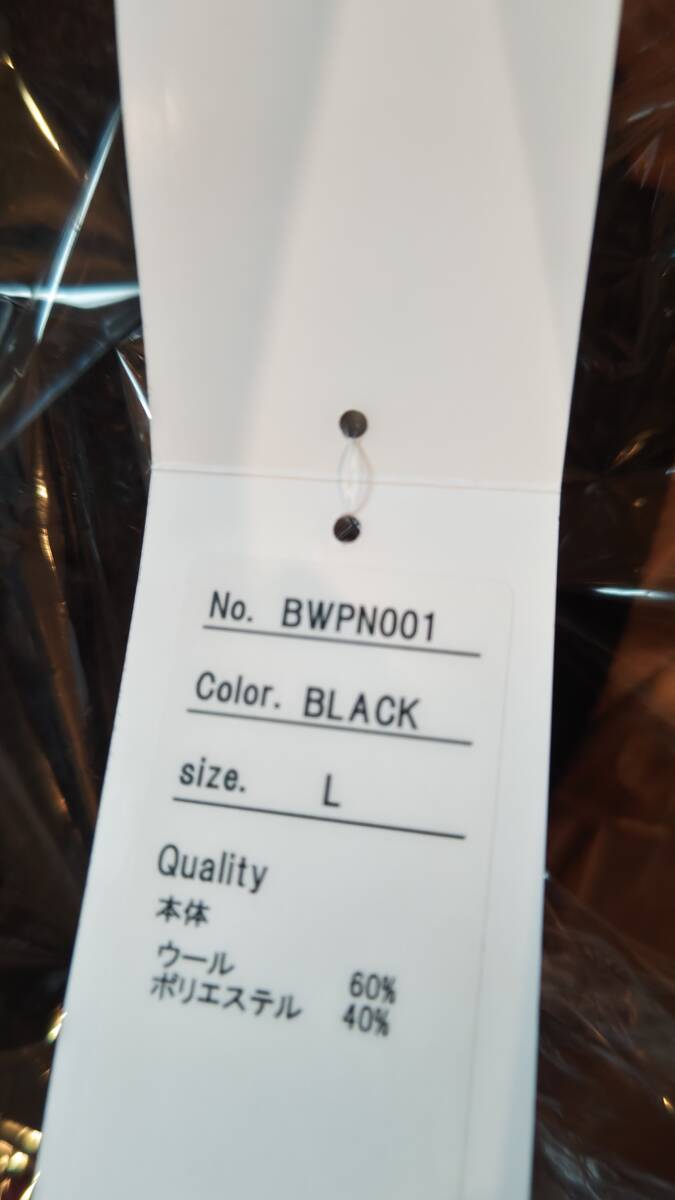 No. BWPN001
Color. BLACK
size. L
Quality
本体
ウール 60%
ポリエステル 40%